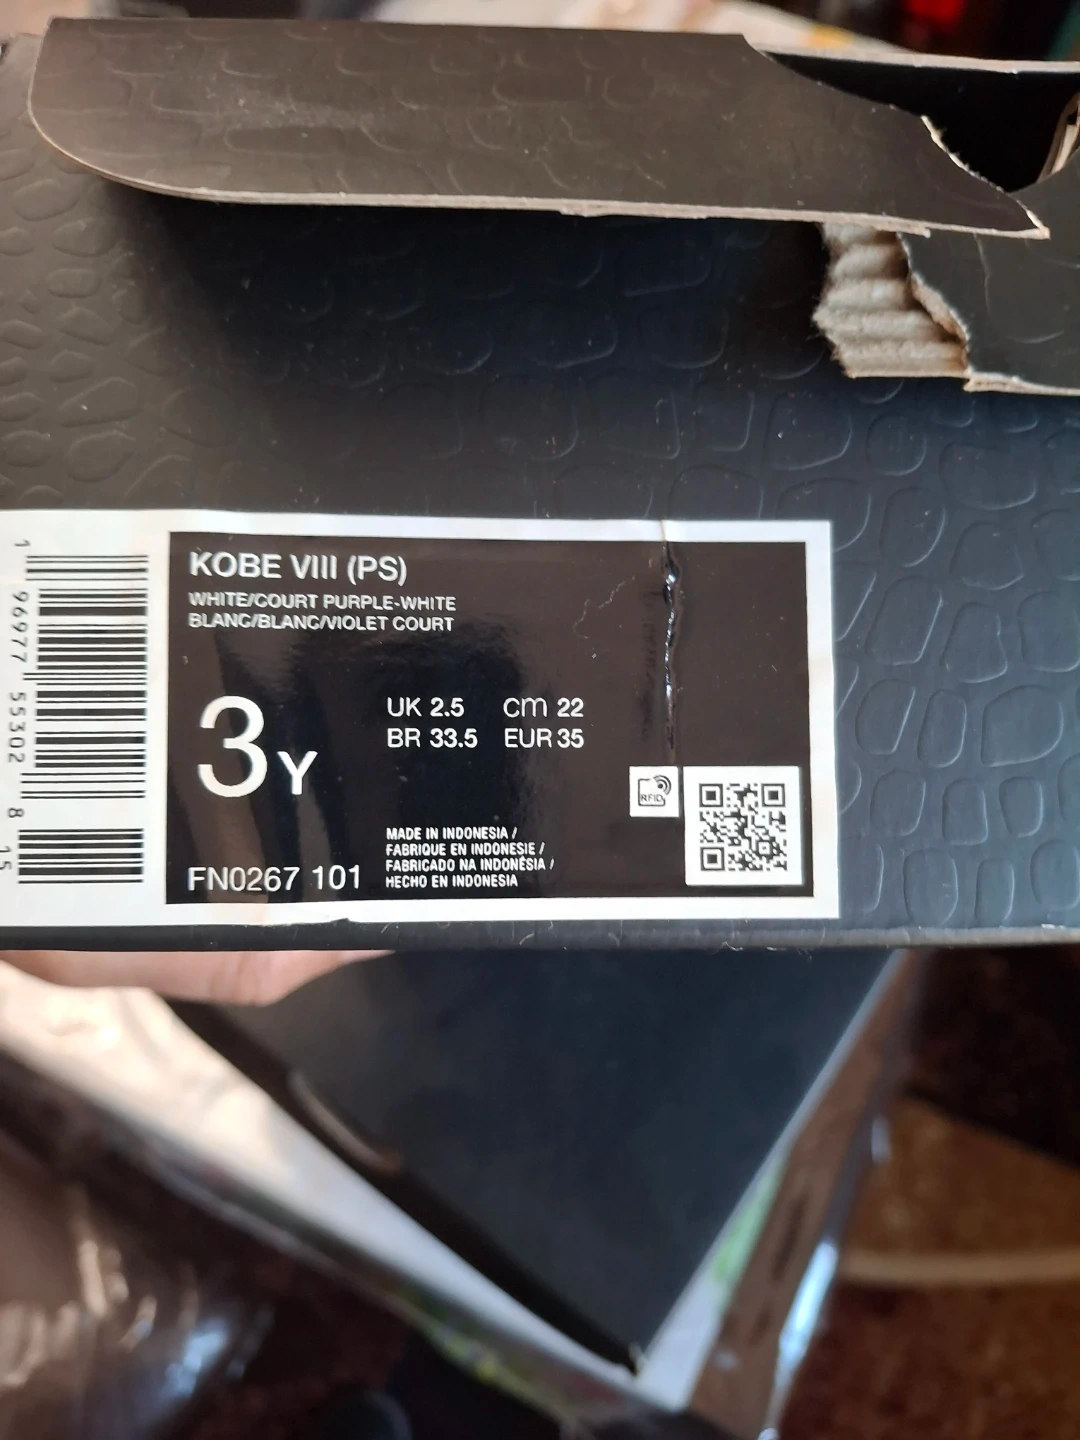 KOBE VIII (PS)
WHITE/COURT PURPLE-WHITE
BLANC/BLANC/VIOLET COURT
3Y
UK 2.5 cm 22
BR 33.5 EUR 35
RFID
MADE IN INDONESIA /
FABRIQUE EN INDONESIE /
FABRICADO NA INDONÉSIA /
HECHO EN INDONESIA
FN0267 101
1 96977 55302 8 15